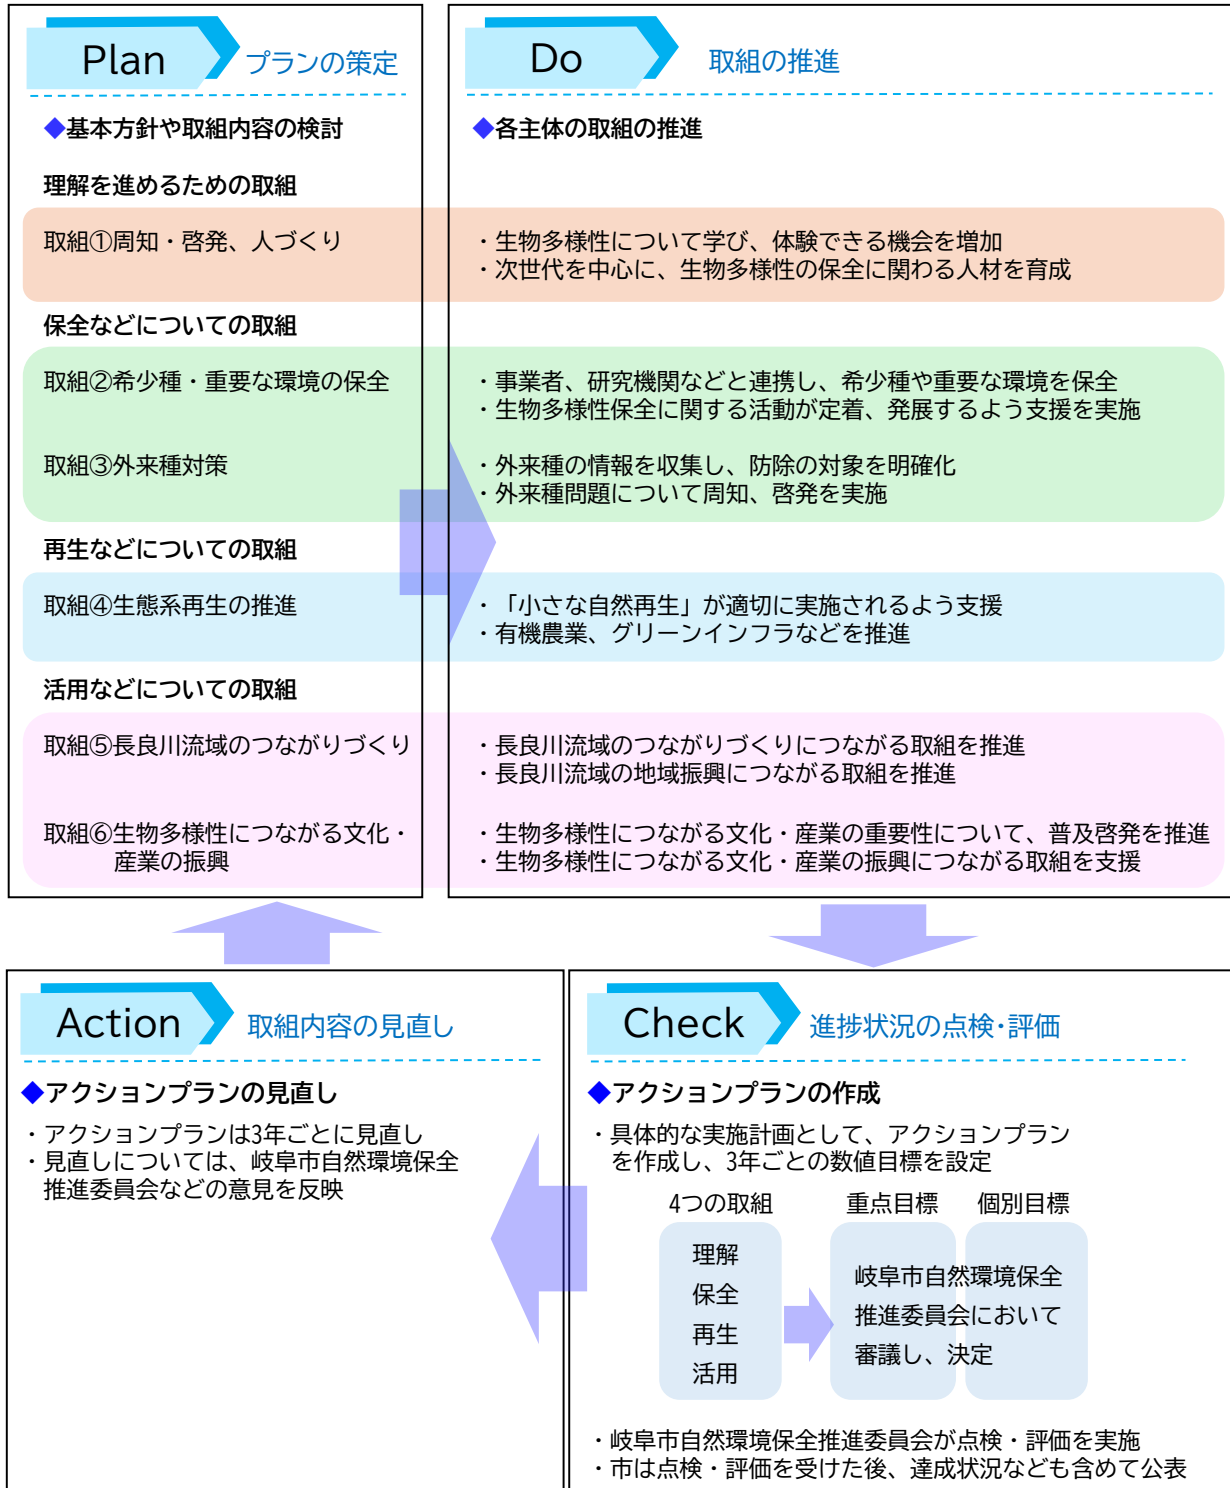 Plan
プランの策定
◆基本方針や取組内容の検討
理解を進めるための取組
取組①周知・啓発、人づくり
保全などについての取組
取組②希少種・重要な環境の保全
取組③外来種対策
再生などについての取組
取組④生態系再生の推進
活用などについての取組
取組⑤長良川流域のつながりづくり
取組⑥生物多様性につながる文化・
産業の振興
Do
取組の推進
◆各主体の取組の推進
・生物多様性について学び、体験できる機会を増加
・次世代を中心に、生物多様性の保全に関わる人材を育成
・事業者、研究機関などと連携し、希少種や重要な環境を保全
・生物多様性保全に関する活動が定着、発展するよう支援を実施
・外来種の情報を収集し、防除の対象を明確化
・外来種問題について周知、啓発を実施
・「小さな自然再生」が適切に実施されるよう支援
・有機農業、グリーンインフラなどを推進
・長良川流域のつながりづくりにつながる取組を推進
・長良川流域の地域振興につながる取組を推進
・生物多様性につながる文化・産業の重要性について、普及啓発を推進
・生物多様性につながる文化・産業の振興につながる取組を支援
Check
進捗状況の点検・評価
◆アクションプランの作成
・具体的な実施計画として、アクションプラン
を作成し、3年ごとの数値目標を設定
4つの取組
理解
保全
再生
活用
重点目標 個別目標
岐阜市自然環境保全
推進委員会において
審議し、決定
・岐阜市自然環境保全推進委員会が点検・評価を実施
・市は点検・評価を受けた後、達成状況なども含めて公表
Action
取組内容の見直し
◆アクションプランの見直し
・アクションプランは3年ごとに見直し
・見直しについては、岐阜市自然環境保全
推進委員会などの意見を反映